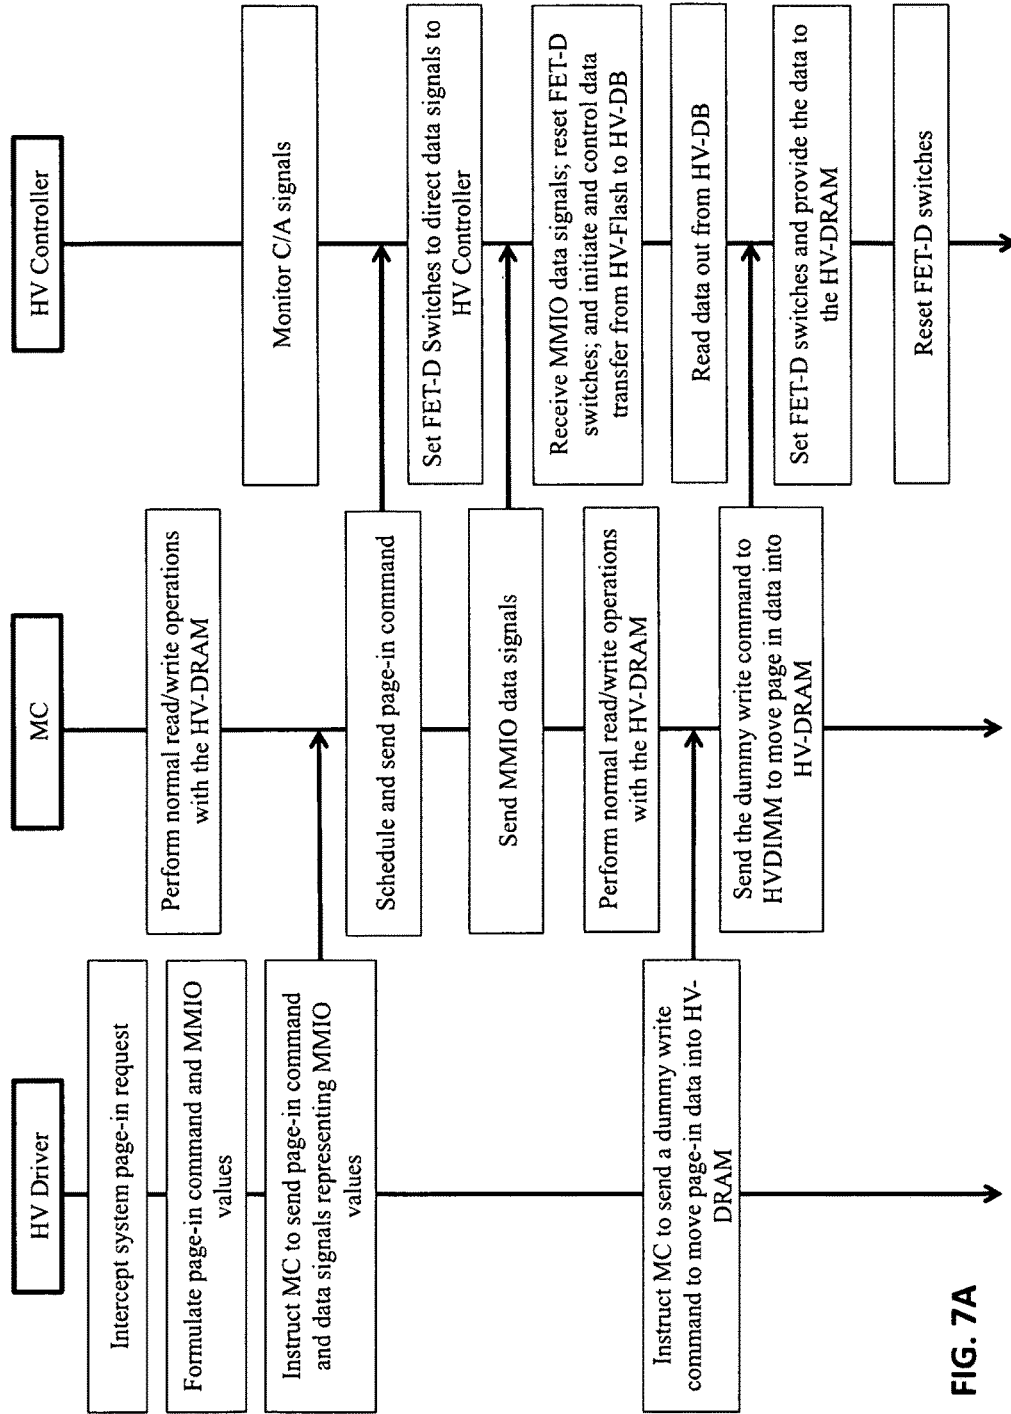 HV Driver
Intercept system page-in request
Formulate page-in command and MMIO
values
Instruct MC to send page-in command
and data signals representing MMIO
values
Instruct MC to send a dummy write
command to move page-in data into HV-
DRAM
MC
Perform normal read/write operations
with the HV-DRAM
Schedule and send page-in command
Send MMIO data signals
Perform normal read/write operations
with the HV-DRAM
Send the dummy write command to
HVDIMM to move page in data into
HV-DRAM
HV Controller
Monitor C/A signals
Set FET-D Switches to direct data signals to
HV Controller
Receive MMIO data signals; reset FET-D
switches; and initiate and control data
transfer from HV-Flash to HV-DB
Read data out from HV-DB
Set FET-D switches and provide the data to
the HV-DRAM
Reset FET-D switches
FIG. 7A